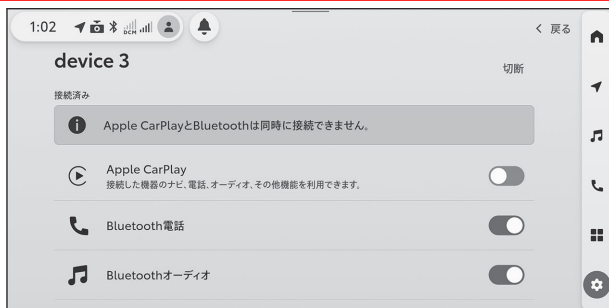 1:02
DCM
戻る
device 3
切断
接続済み
Apple CarPlayとBluetoothは同時に接続できません。
Apple CarPlay
接続した機器のナビ、電話、オーディオ、その他機能を利用できます。
Bluetooth電話
Bluetoothオーディオ